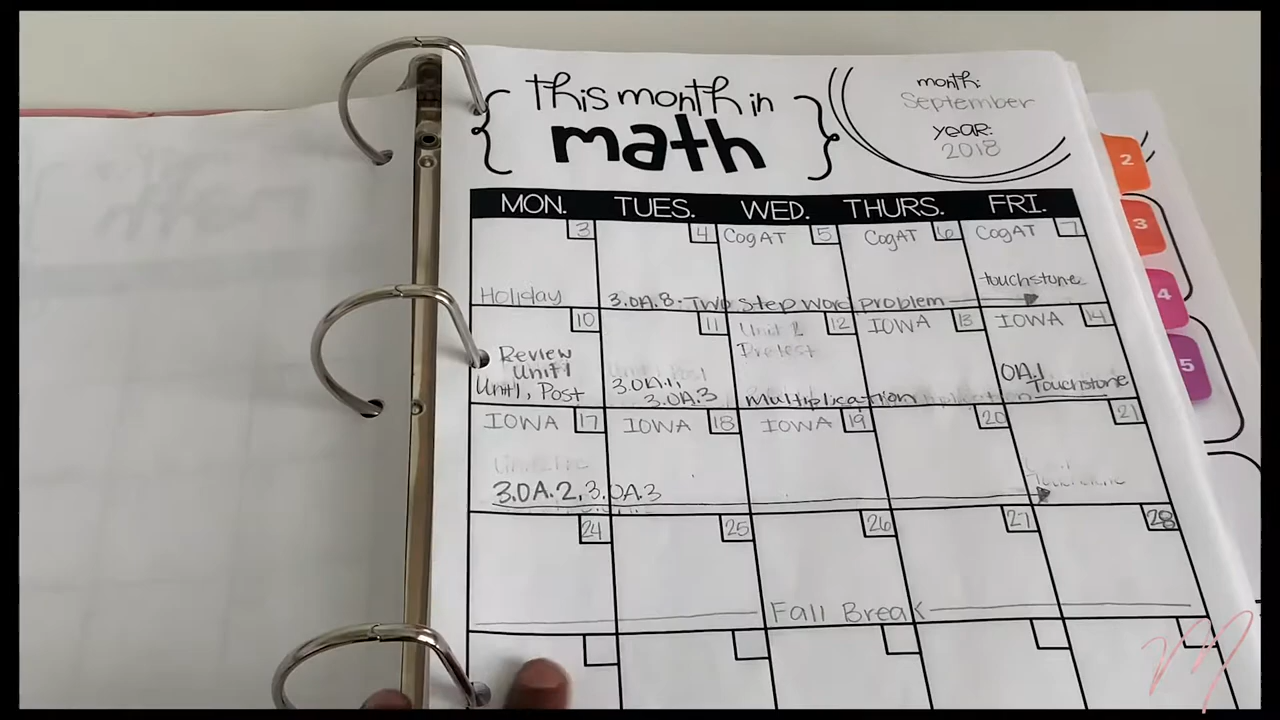 this month in
math
month:
September
year:
2018
MON. TUES. WED. THURS. FRI.
3 4 CogAT 5 CogAT 6 CogAT 7
touchstone
Holiday 3.OA.8-Two step word problem
10 11 Unit 2 12 IOWA 13 IOWA 14
Pretest
Review
Unit 1
Unit 1, Post
3.OA.1,
3.OA.3
Multiplication
OA.1
Touchstone
IOWA 17 IOWA 18 IOWA 19 20 21
3.OA.2, 3.OA.3
24 25 26 27 28
Fall Break
2
3
4
5